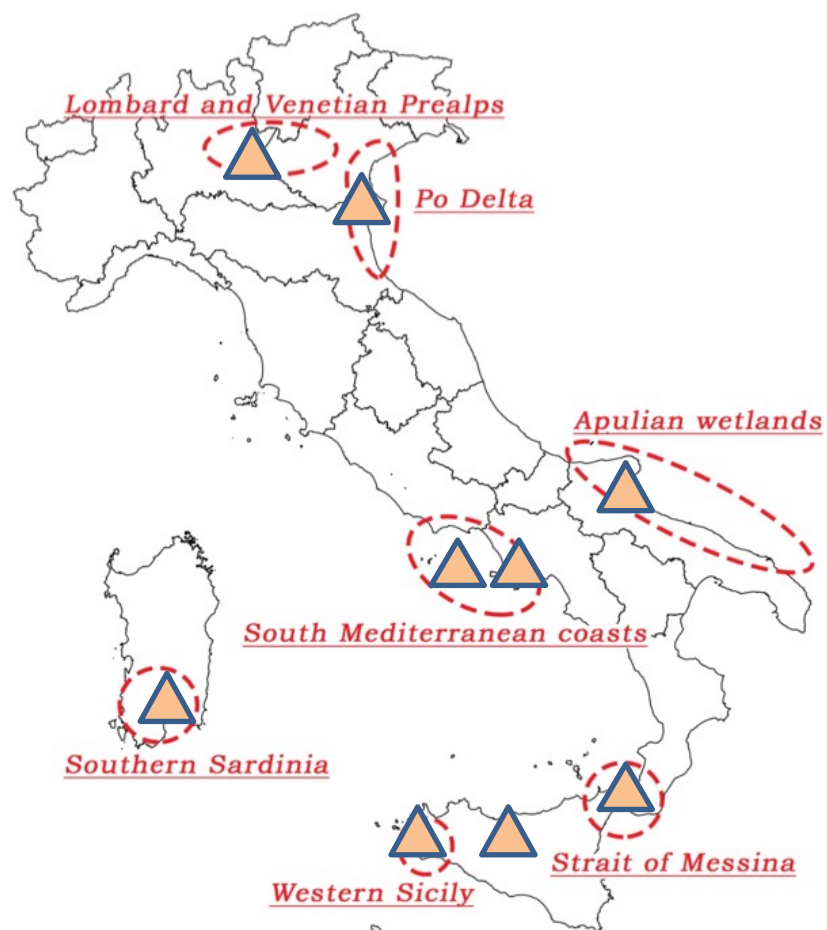 Lombard and Venetian Prealps
Po Delta
Apulian wetlands
South Mediterranean coasts
Southern Sardinia
Strait of Messina
Western Sicily